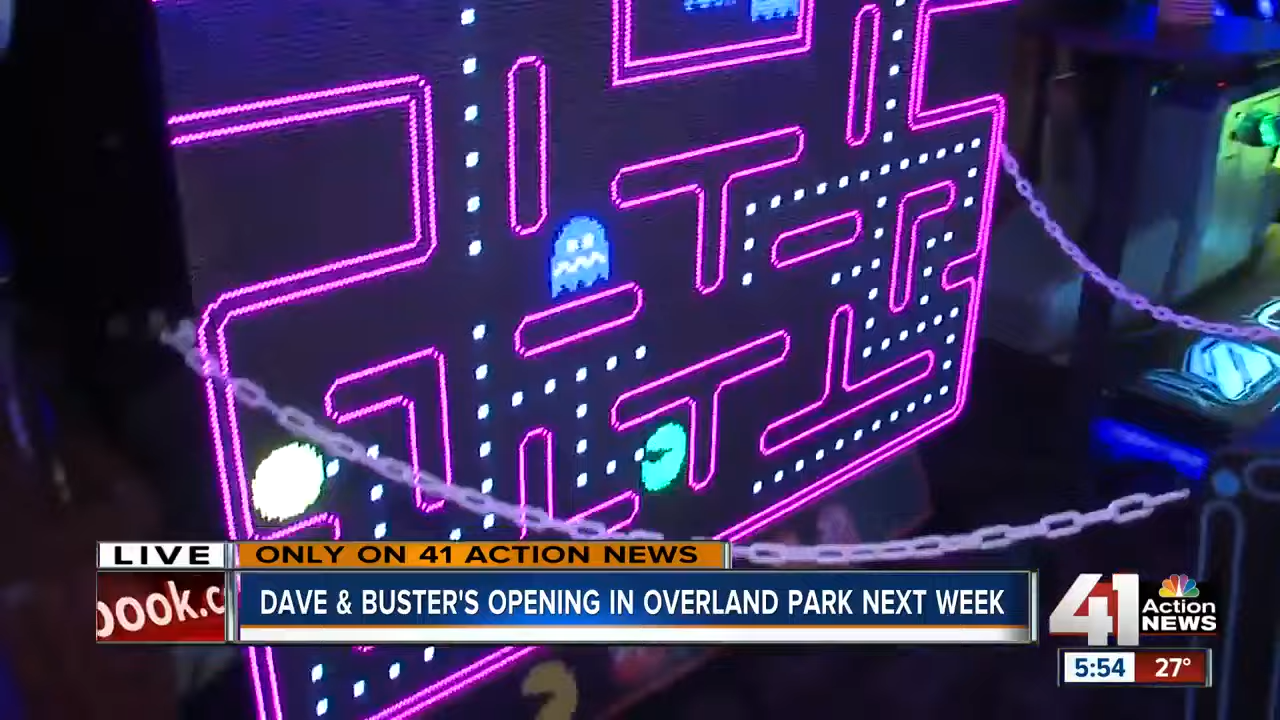 LIVE
ONLY ON 41 ACTION NEWS
book.c
DAVE & BUSTER'S OPENING IN OVERLAND PARK NEXT WEEK
41 Action
NEWS
5:54 27°